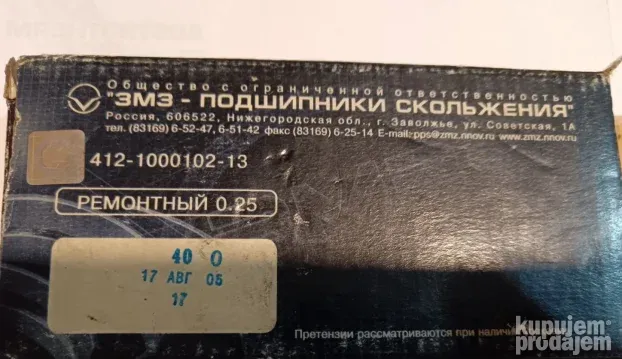 Общество с ограниченной ответственностью
"ЗМЗ - ПОДШИПНИКИ СКОЛЬЖЕНИЯ"
Россия, 606522, Нижегородская обл., г. Заволжье, ул. Советская, 1А
тел. (83169) 6-52-47, 6-51-42 факс (83169) 6-25-14 E-mail: pps@zmz.nnov.ru www.zmz.nnov.ru
412-1000102-13
РЕМОНТНЫЙ 0.25
40 О
17 АВГ 05
17
Претензии рассматриваются при наличии
kupujem
prodajem